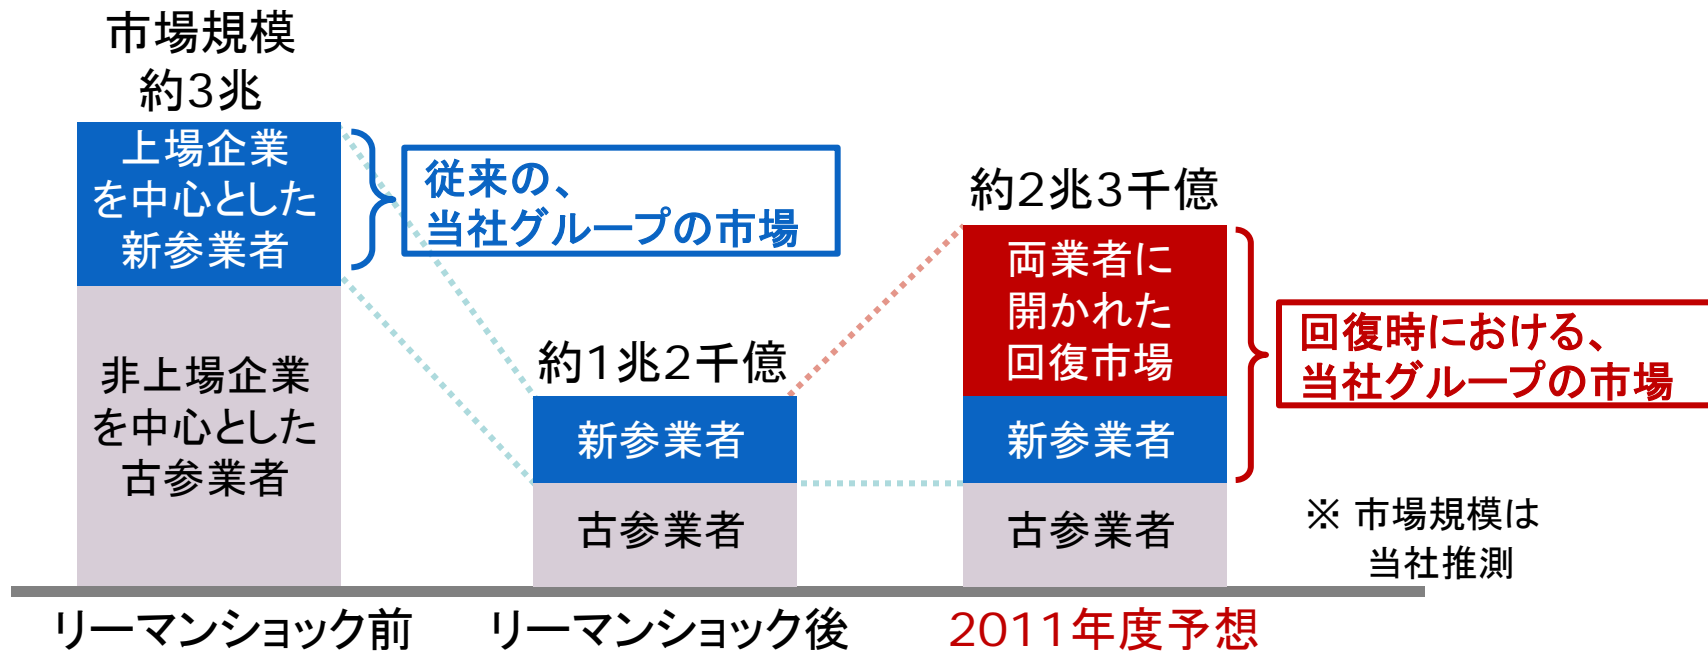 市場規模
約3兆
上場企業
を中心とした
新参業者
非上場企業
を中心とした
古参業者
リーマンショック前
従来の、
当社グループの市場
約1兆2千億
新参業者
古参業者
リーマンショック後
約2兆3千億
両業者に
開かれた
回復市場
新参業者
古参業者
2011年度予想
回復時における、
当社グループの市場
※ 市場規模は
当社推測